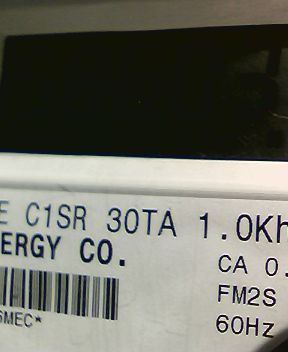 E C1SR 30TA 1.0Kh
ERGY CO.
CA 0.
FM2S
60Hz
SMEC*